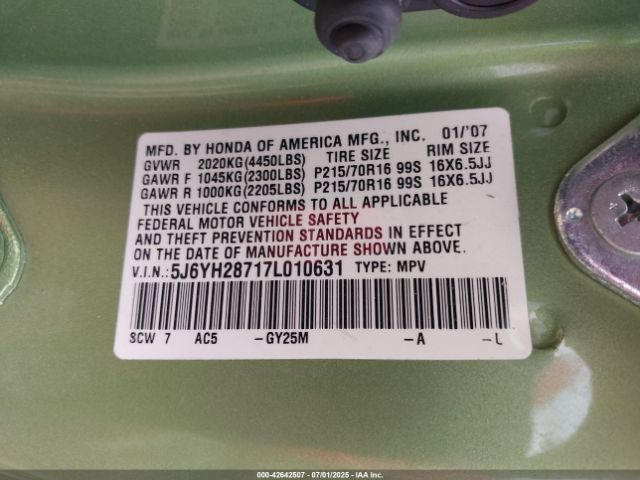 MFD. BY HONDA OF AMERICA MFG., INC. 01/'07
GVWR 2020KG(4450LBS) TIRE SIZE RIM SIZE
GAWR F 1045KG(2300LBS) P215/70R16 99S 16X6.5JJ
GAWR R 1000KG(2205LBS) P215/70R16 99S 16X6.5JJ
THIS VEHICLE CONFORMS TO ALL APPLICABLE
FEDERAL MOTOR VEHICLE SAFETY
AND THEFT PREVENTION STANDARDS IN EFFECT
ON THE DATE OF MANUFACTURE SHOWN ABOVE.
V.I.N.: 5J6YH28717L010631 TYPE: MPV
SCW 7 AC5 -GY25M -A -L
000-42642507 07/01/2025 IAAI.COM